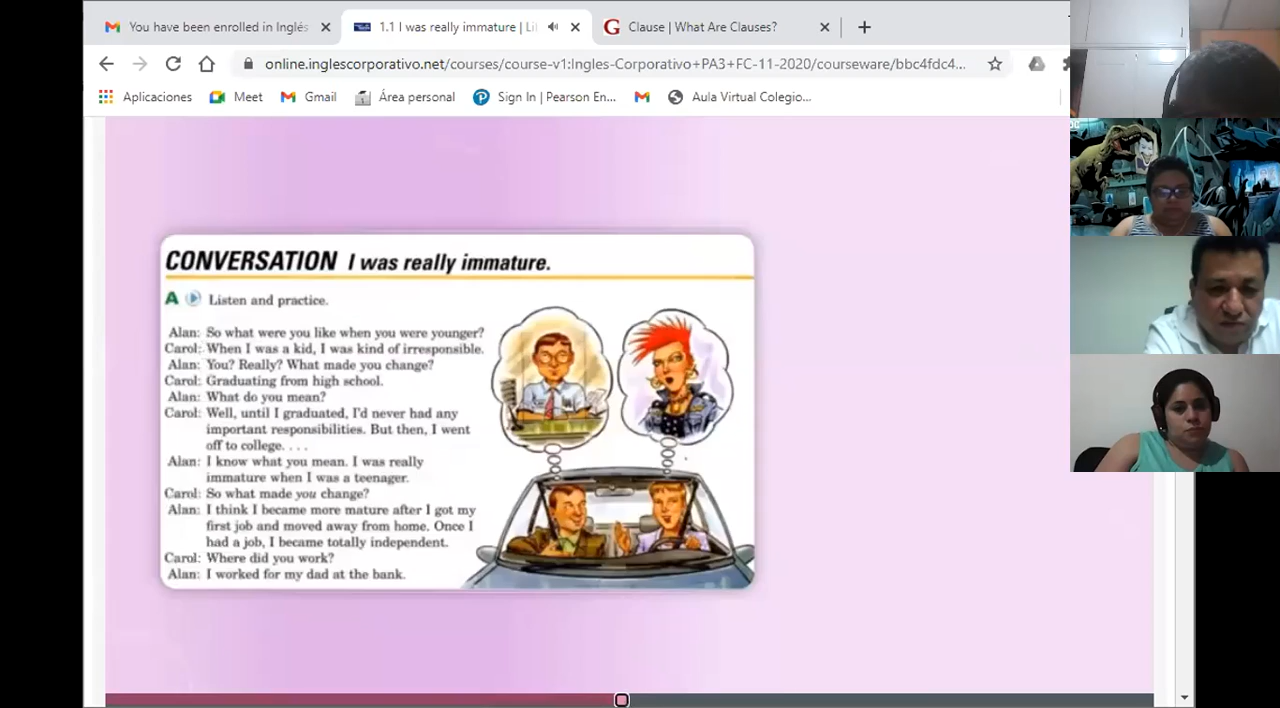 You have been enrolled in Inglés
1.1 I was really immature | Li
G Clause | What Are Clauses?
online.inglescorporativo.net/courses/course-v1:Ingles-Corporativo+PA3+FC-11-2020/courseware/bbc4fdc4...
Aplicaciones
Meet
Gmail
Área personal
Sign In | Pearson En...
Aula Virtual Colegio...
CONVERSATION I was really immature.
A Listen and practice.
Alan: So what were you like when you were younger?
Carol: When I was a kid, I was kind of irresponsible.
Alan: You? Really? What made you change?
Carol: Graduating from high school.
Alan: What do you mean?
Carol: Well, until I graduated, I'd never had any
important responsibilities. But then, I went
off to college. . . .
Alan: I know what you mean. I was really
immature when I was a teenager.
Carol: So what made you change?
Alan: I think I became more mature after I got my
first job and moved away from home. Once I
had a job, I became totally independent.
Carol: Where did you work?
Alan: I worked for my dad at the bank.